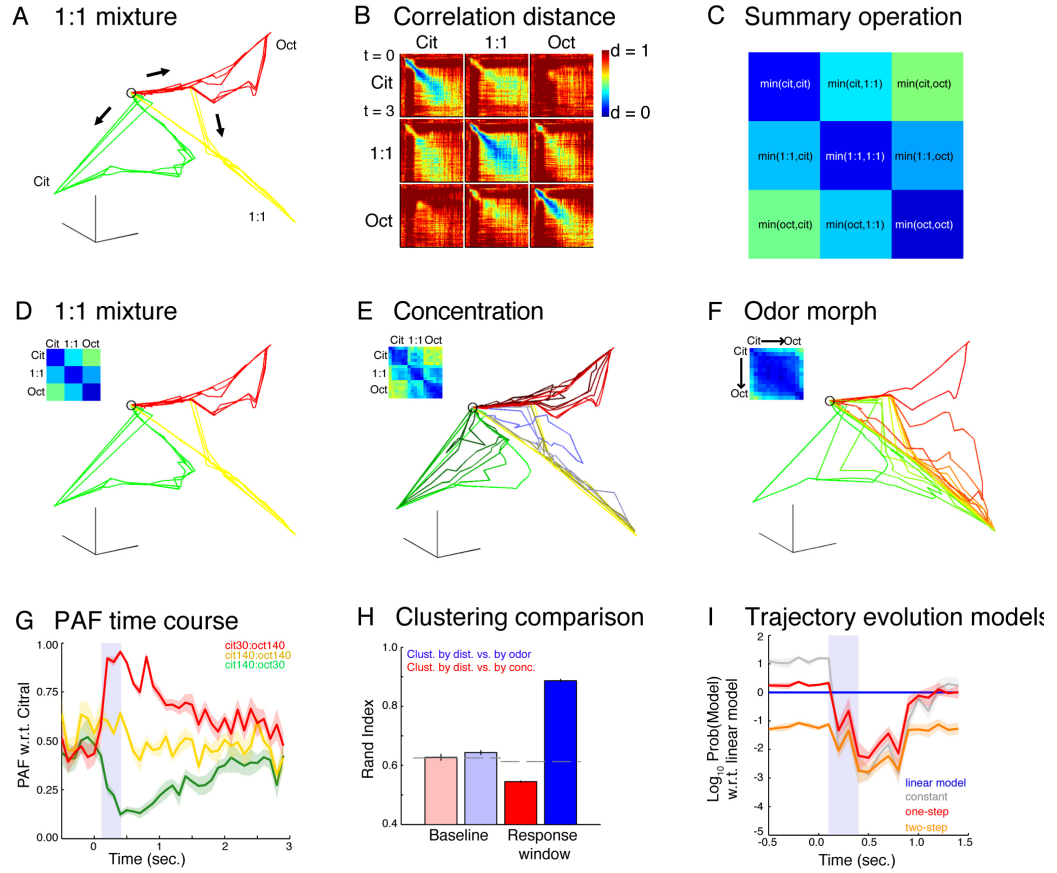 A 1:1 mixture
Oct
Cit
1:1
B Correlation distance
Cit 1:1 Oct
t = 0
Cit
t = 3
1:1
Oct
d = 1
d = 0
C Summary operation
min(cit,cit) min(cit,1:1) min(cit,oct)
min(1:1,cit) min(1:1,1:1) min(1:1,oct)
min(oct,cit) min(oct,1:1) min(oct,oct)
D 1:1 mixture
Cit 1:1 Oct
Cit
1:1
Oct
E Concentration
Cit 1:1 Oct
Cit
1:1
Oct
F Odor morph
Cit Oct
Cit
Oct
G PAF time course
cit30:oct140
cit140:oct140
cit140:oct30
PAF w.r.t. Citral
1.00
0.75
0.50
0.25
0.00
0 1 2 3
Time (sec.)
H Clustering comparison
Clust. by dist. vs. by odor
Clust. by dist. vs. by conc.
Rand Index
1.0
0.8
0.6
0.4
Baseline Response
window
I Trajectory evolution models
Log10 Prob(Model)
w.r.t. linear model
2
1
0
-1
-2
-3
-4
-5
linear model
constant
one-step
two-step
-0.5 0.0 0.5 1.0 1.5
Time (sec.)